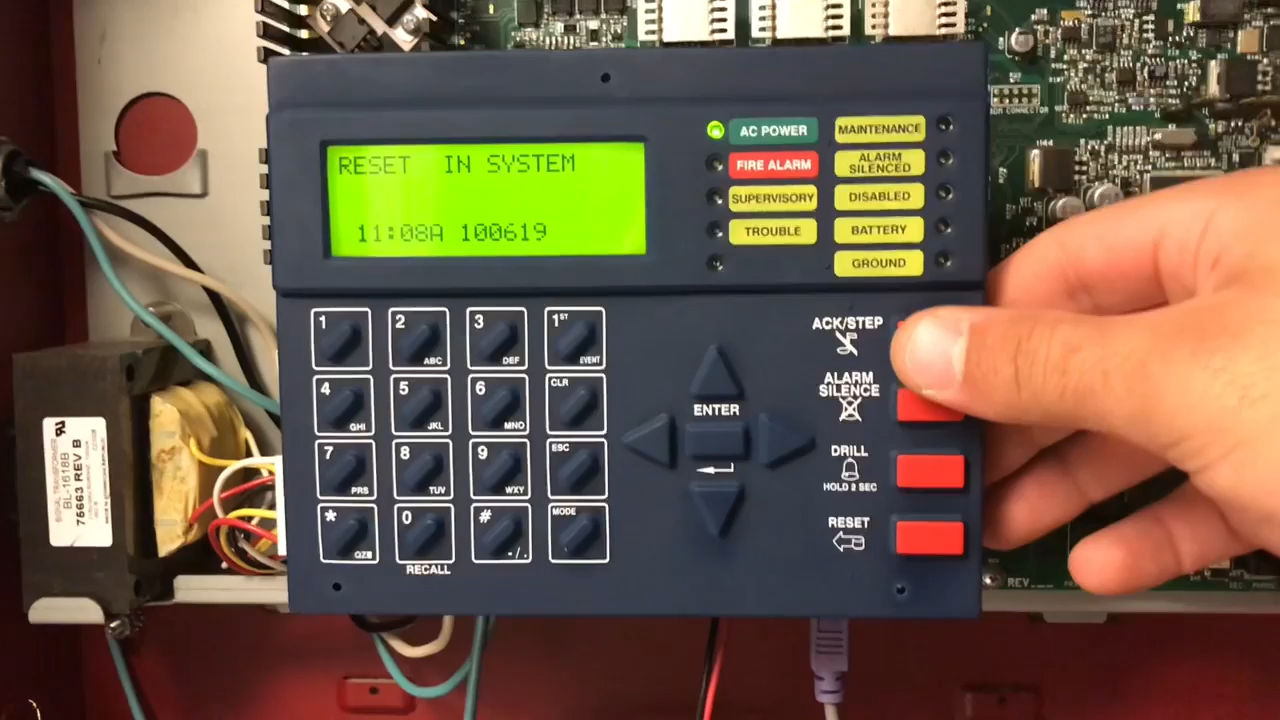 RESET IN SYSTEM
11:08A 100619
AC POWER
FIRE ALARM
SUPERVISORY
TROUBLE
MAINTENANCE
ALARM
SILENCED
DISABLED
BATTERY
GROUND
1
2 ABC
3 DEF
1ST EVENT
4 GHI
5 JKL
6 MNO
CLR
7 PRS
8 TUV
9 WXY
ESC
* QZ
0
# -/.
MODE
RECALL
ENTER
ACK/STEP
ALARM
SILENCE
DRILL
HOLD 2 SEC
RESET
SIGNAL TRANSFORMER
BL-1618B
75663 REV B
REV